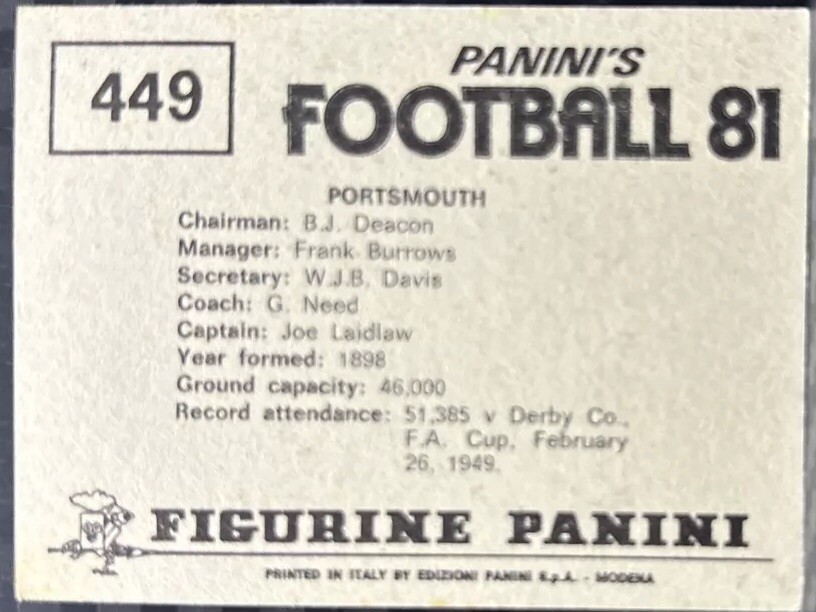 449
PANINI'S
FOOTBALL 81
PORTSMOUTH
Chairman: B.J. Deacon
Manager: Frank Burrows
Secretary: W.J.B. Davis
Coach: G. Need
Captain: Joe Laidlaw
Year formed: 1898
Ground capacity: 46,000
Record attendance: 51,385 v Derby Co.,
F.A. Cup, February
26, 1949.
FIGURINE PANINI
PRINTED IN ITALY BY EDIZIONI PANINI S.p.A. - MODENA